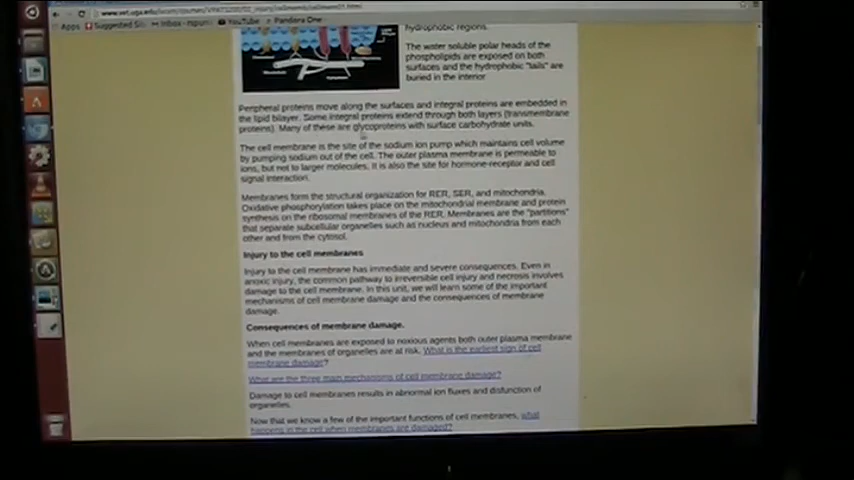 Apps
Suggested Sit
Inbox
YouTube
Pandora One
hydrophobic regions.
The water soluble polar heads of the
phospholipids are exposed on both
surfaces and the hydrophobic "tails" are
buried in the interior
Peripheral proteins move along the surfaces and integral proteins are embedded in
the lipid bilayer. Some integral proteins extend through both layers (transmembrane
proteins). Many of these are glycoproteins with surface carbohydrate units.
The cell membrane is the site of the sodium ion pump which maintains cell volume
by pumping sodium out of the cell. The outer plasma membrane is permeable to
ions, but not to larger molecules. It is also the site for hormone-receptor and cell
signal interaction.
Membranes form the structural organization for RER, SER, and mitochondria.
Oxidative phosphorylation takes place on the mitochondrial membrane and protein
synthesis on the ribosomal membranes of the RER. Membranes are the "partitions"
that separate subcellular organelles such as nucleus and mitochondria from each
other and from the cytosol.
Injury to the cell membranes
Injury to the cell membrane has immediate and severe consequences. Even in
anoxic injury, the common pathway to irreversible cell injury and necrosis involves
damage to the cell membrane. In this unit, we will learn some of the important
mechanisms of cell membrane damage and the consequences of membrane
damage.
Consequences of membrane damage.
When cell membranes are exposed to noxious agents both outer plasma membrane
and the membranes of organelles are at risk. What is the earliest sign of cell
membrane damage?
What are the three main mechanisms of cell membrane damage?
Damage to cell membranes results in abnormal ion fluxes and disfunction of
organelles.
Now that we know a few of the important functions of cell membranes, what
happens in the cell when membranes are damaged?